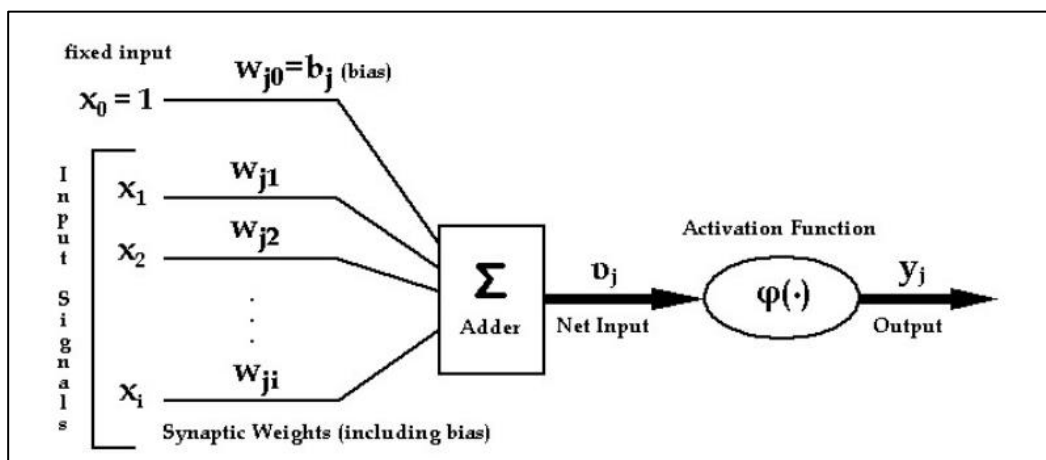 fixed input
x0 = 1
wj0=bj (bias)
Input Signals
x1
wj1
x2
wj2
.
.
.
xi
wji
Synaptic Weights (including bias)
Σ
Adder
υj
Net Input
Activation Function
φ(·)
yj
Output